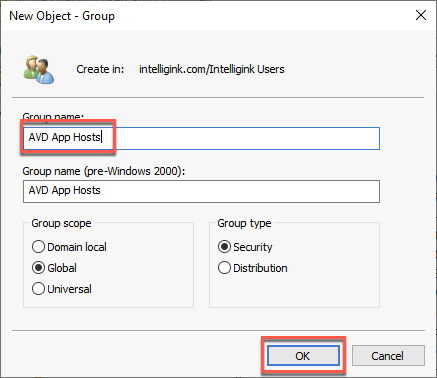 New Object - Group
Create in: intelligink.com/Intelligink Users
Group name:
AVD App Hosts
Group name (pre-Windows 2000):
AVD App Hosts
Group scope
Domain local
Global
Universal
Group type
Security
Distribution
OK
Cancel